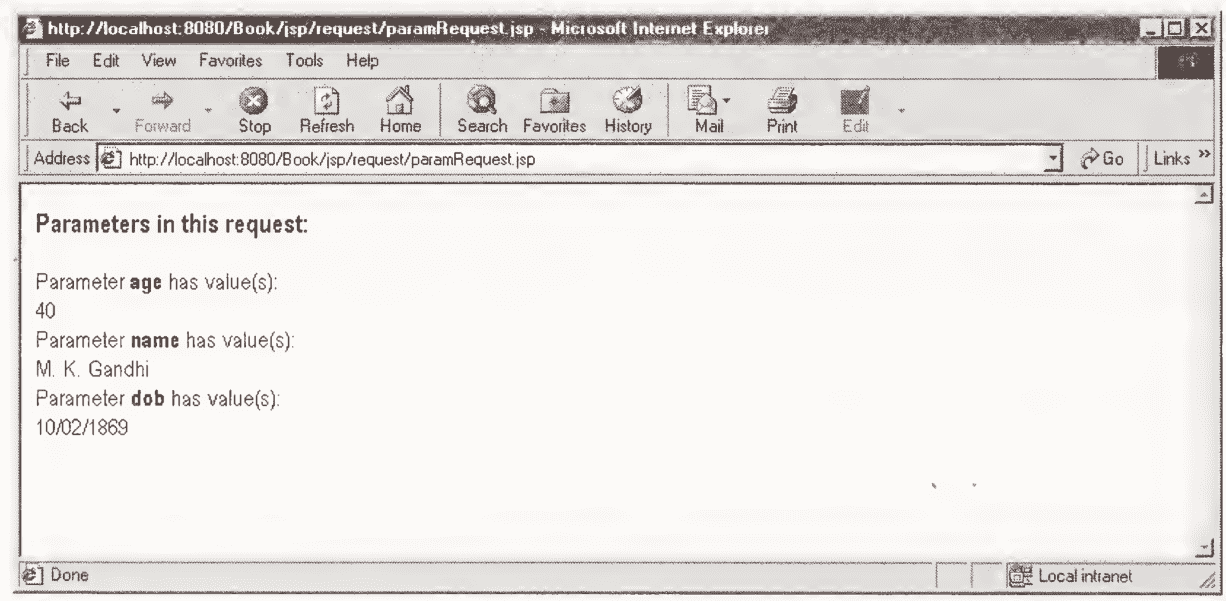 http://localhost:8080/Book/jsp/request/paramRequest.jsp - Microsoft Internet Explorer
File Edit View Favorites Tools Help
Back Forward Stop Refresh Home Search Favorites History Mail Print Edit
Address http://localhost:8080/Book/jsp/request/paramRequest.jsp Go Links »
Parameters in this request:
Parameter age has value(s):
40
Parameter name has value(s):
M. K. Gandhi
Parameter dob has value(s):
10/02/1869
Done Local intranet